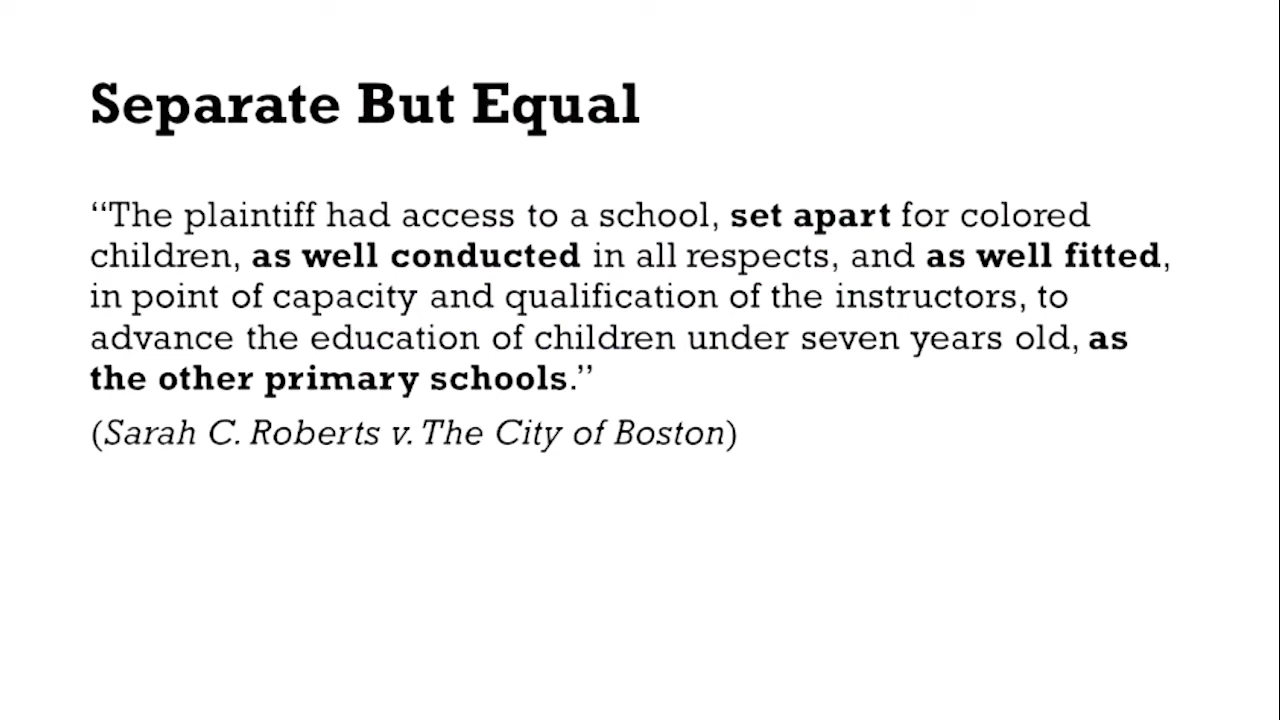 Separate But Equal
“The plaintiff had access to a school, set apart for colored
children, as well conducted in all respects, and as well fitted,
in point of capacity and qualification of the instructors, to
advance the education of children under seven years old, as
the other primary schools.”
(Sarah C. Roberts v. The City of Boston)